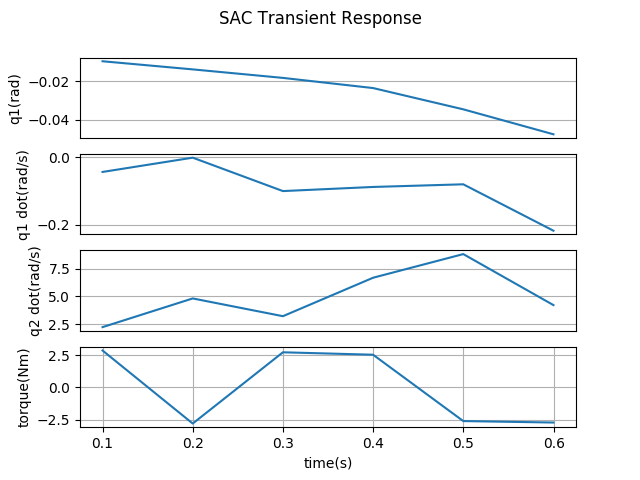 SAC Transient Response
q1(rad)
−0.02
−0.04
q1 dot(rad/s)
0.0
−0.2
q2 dot(rad/s)
7.5
5.0
2.5
torque(Nm)
2.5
0.0
−2.5
0.1 0.2 0.3 0.4 0.5 0.6
time(s)